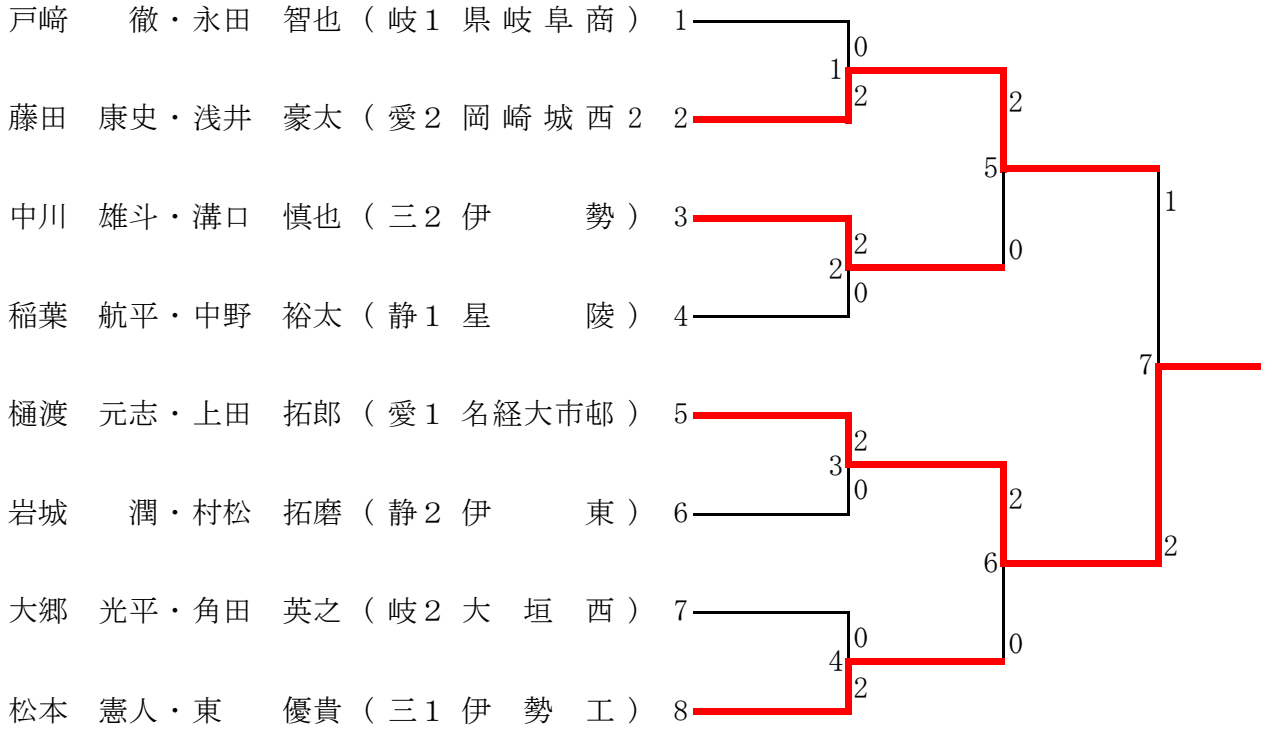 戸﨑　　徹・永田　智也（岐１ 県岐阜商） 1
0
1
2
藤田　康史・浅井　豪太（愛２ 岡崎城西２ 2
2
5
中川　雄斗・溝口　慎也（三２ 伊　　勢） 3
1
2
0
2
0
稲葉　航平・中野　裕太（静１ 星　　陵） 4
7
樋渡　元志・上田　拓郎（愛１ 名経大市邨） 5
2
3
0
2
岩城　　潤・村松　拓磨（静２ 伊　　東） 6
2
6
大郷　光平・角田　英之（岐２ 大　垣　西） 7
0
0
4
2
松本　憲人・東　　優貴（三１ 伊　勢　工） 8